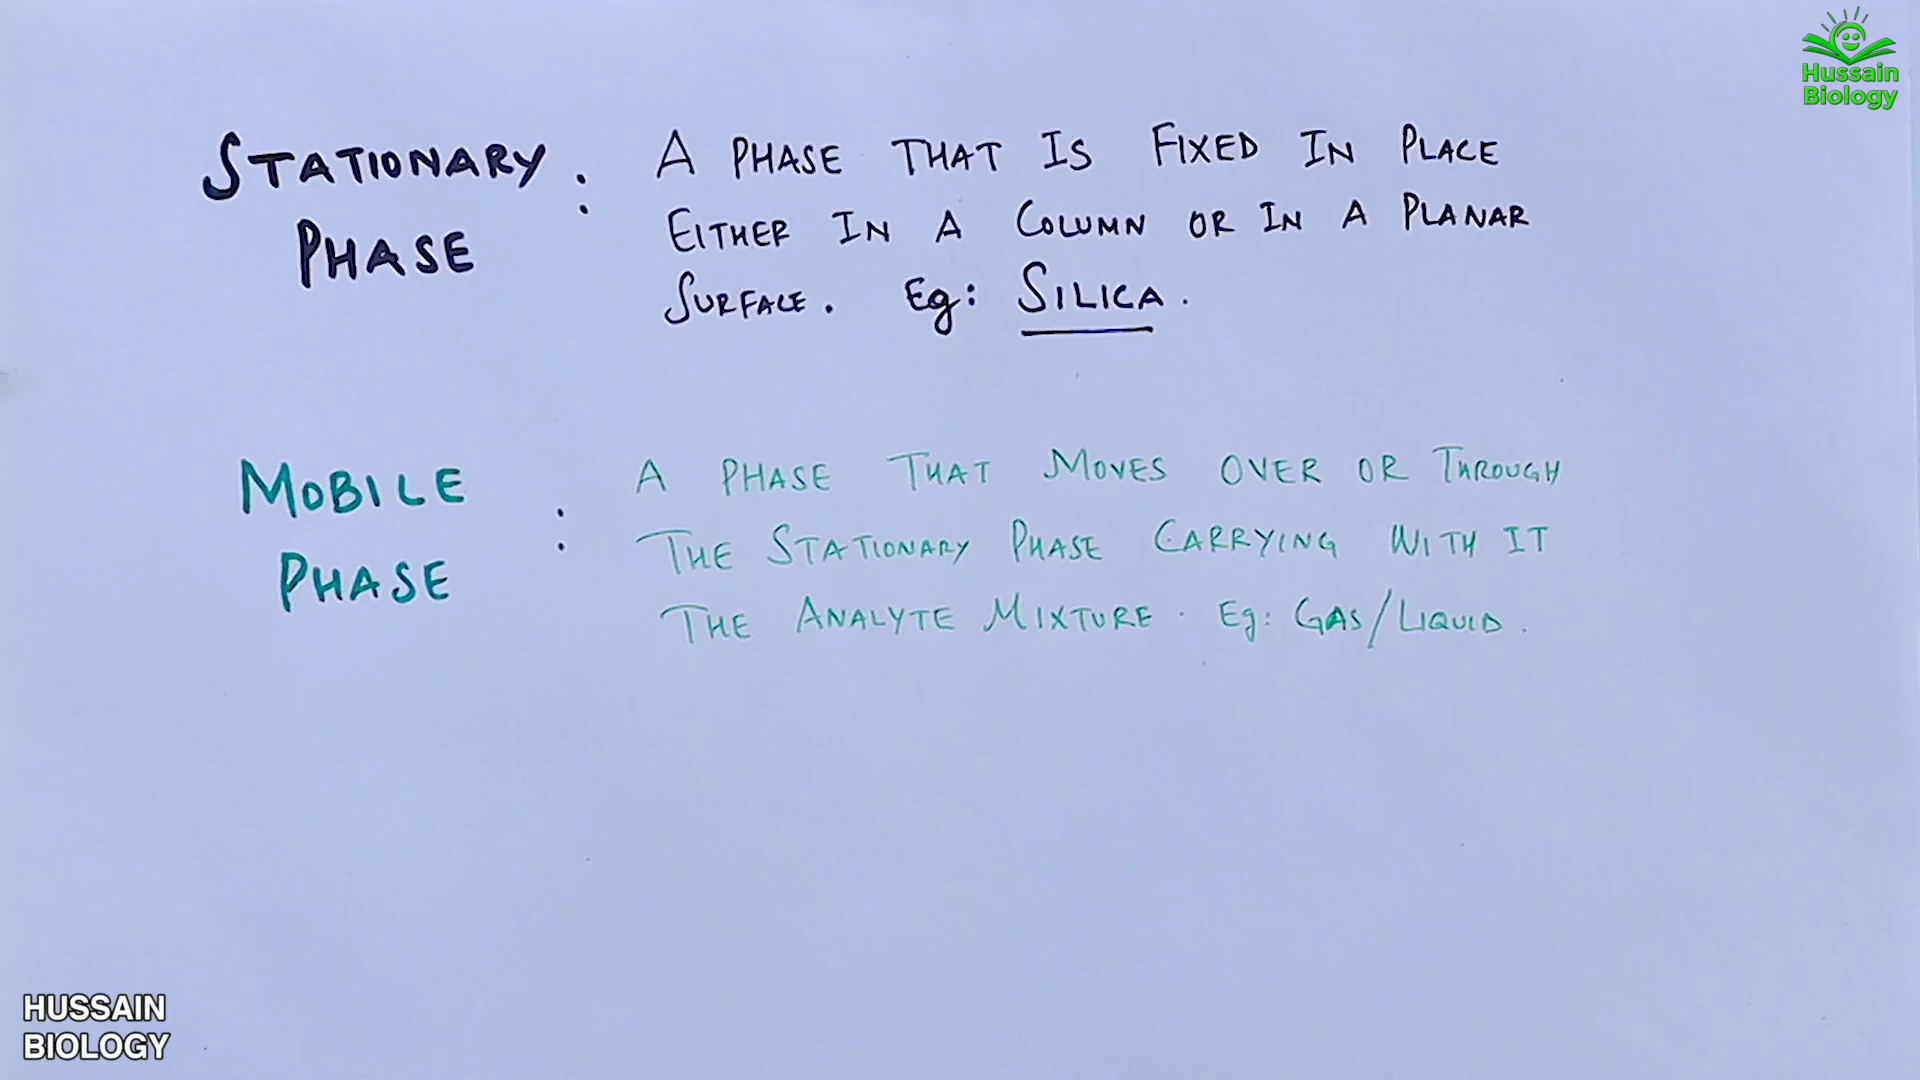 Hussain
Biology
STATIONARY PHASE : A PHASE THAT IS FIXED IN PLACE
EITHER IN A COLUMN OR IN A PLANAR
SURFACE. Eg: SILICA.
MOBILE PHASE : A PHASE THAT MOVES OVER OR THROUGH
THE STATIONARY PHASE CARRYING WITH IT
THE ANALYTE MIXTURE. Eg: GAS/LIQUID.
HUSSAIN
BIOLOGY